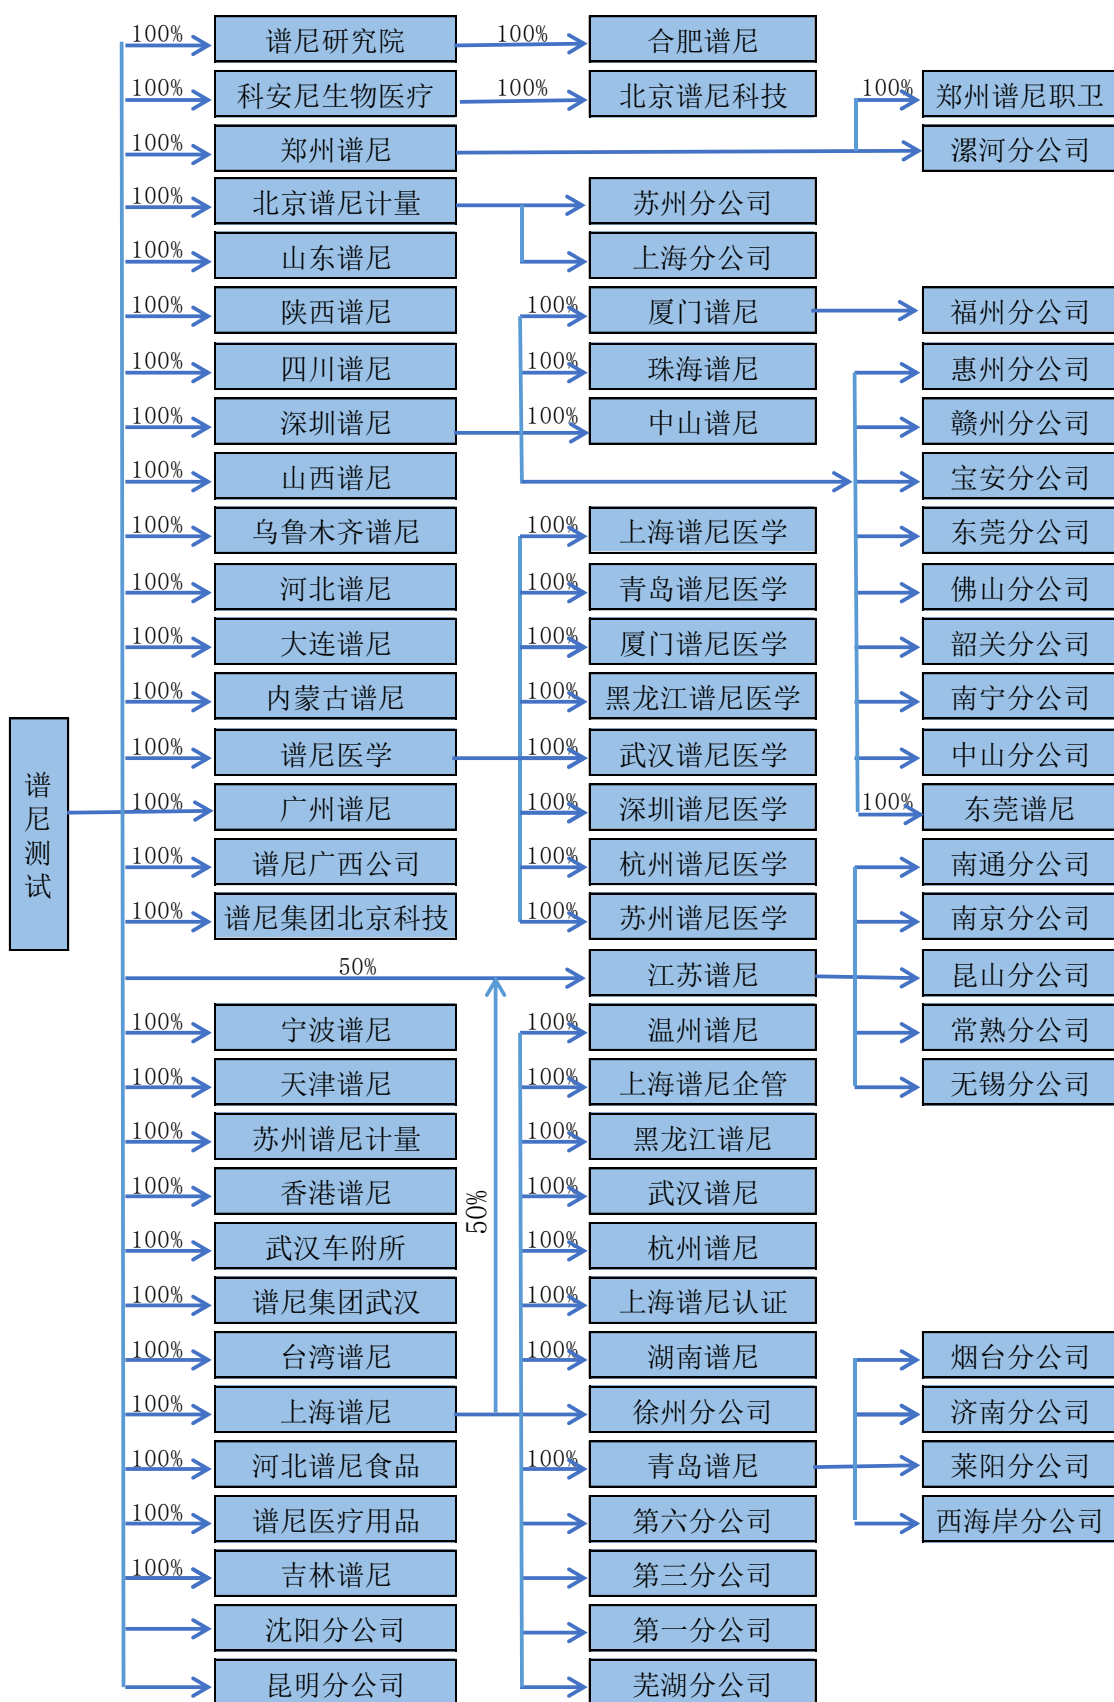 100% 谱尼研究院 100% 合肥谱尼
100% 科安尼生物医疗 100% 北京谱尼科技 100% 郑州谱尼职卫
100% 郑州谱尼 漯河分公司
100% 北京谱尼计量 苏州分公司
100% 山东谱尼 上海分公司
100% 陕西谱尼 100% 厦门谱尼 福州分公司
100% 四川谱尼 100% 珠海谱尼 惠州分公司
100% 深圳谱尼 100% 中山谱尼 赣州分公司
100% 山西谱尼 宝安分公司
100% 乌鲁木齐谱尼 100% 上海谱尼医学 东莞分公司
100% 河北谱尼 100% 青岛谱尼医学 佛山分公司
100% 大连谱尼 100% 厦门谱尼医学 韶关分公司
100% 内蒙古谱尼 100% 黑龙江谱尼医学 南宁分公司
100% 谱尼医学 100% 武汉谱尼医学 中山分公司
谱尼测试 100% 广州谱尼 100% 深圳谱尼医学 100% 东莞谱尼
100% 谱尼广西公司 100% 杭州谱尼医学 南通分公司
100% 谱尼集团北京科技 100% 苏州谱尼医学 南京分公司
50% 江苏谱尼 昆山分公司
100% 宁波谱尼 100% 温州谱尼 常熟分公司
100% 天津谱尼 100% 上海谱尼企管 无锡分公司
100% 苏州谱尼计量 100% 黑龙江谱尼
100% 香港谱尼 50% 100% 武汉谱尼
100% 武汉车附所 100% 杭州谱尼
100% 谱尼集团武汉 100% 上海谱尼认证
100% 台湾谱尼 100% 湖南谱尼 烟台分公司
100% 上海谱尼 徐州分公司 济南分公司
100% 河北谱尼食品 100% 青岛谱尼 莱阳分公司
100% 谱尼医疗用品 第六分公司 西海岸分公司
100% 吉林谱尼 第三分公司
沈阳分公司 第一分公司
昆明分公司 芜湖分公司